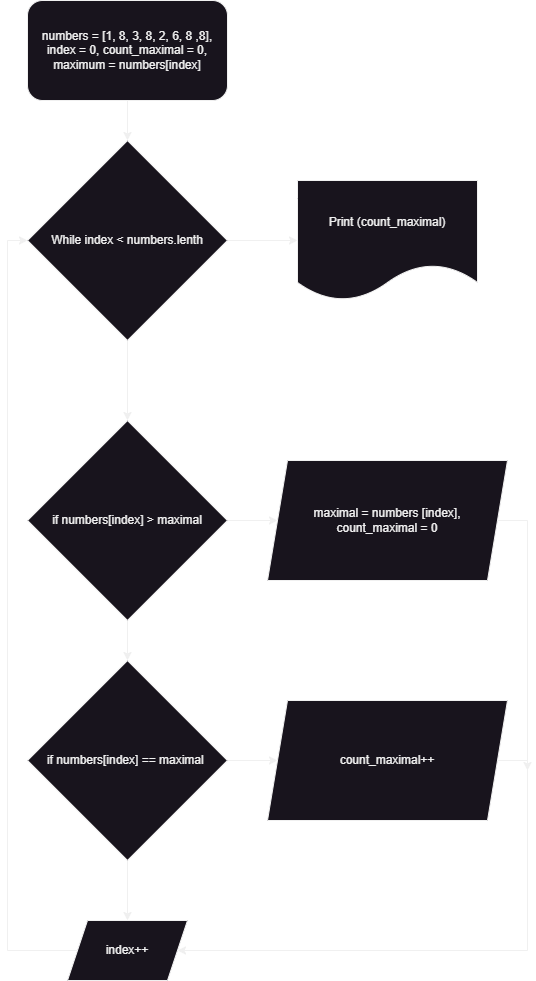 numbers = [1, 8, 3, 8, 2, 6, 8 ,8],
index = 0, count_maximal = 0,
maximum = numbers[index]
While index < numbers.lenth
Print (count_maximal)
if numbers[index] > maximal
maximal = numbers [index],
count_maximal = 0
if numbers[index] == maximal
count_maximal++
index++